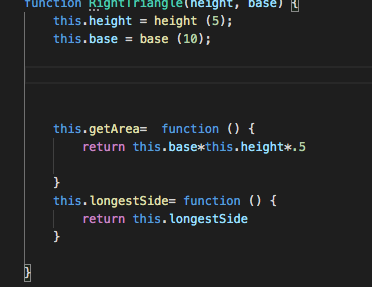 function RightTriangle(height, base) {
this.height = height (5);
this.base = base (10);
this.getArea=  function () {
return this.base*this.height*.5
}
this.longestSide= function () {
return this.longestSide
}
}